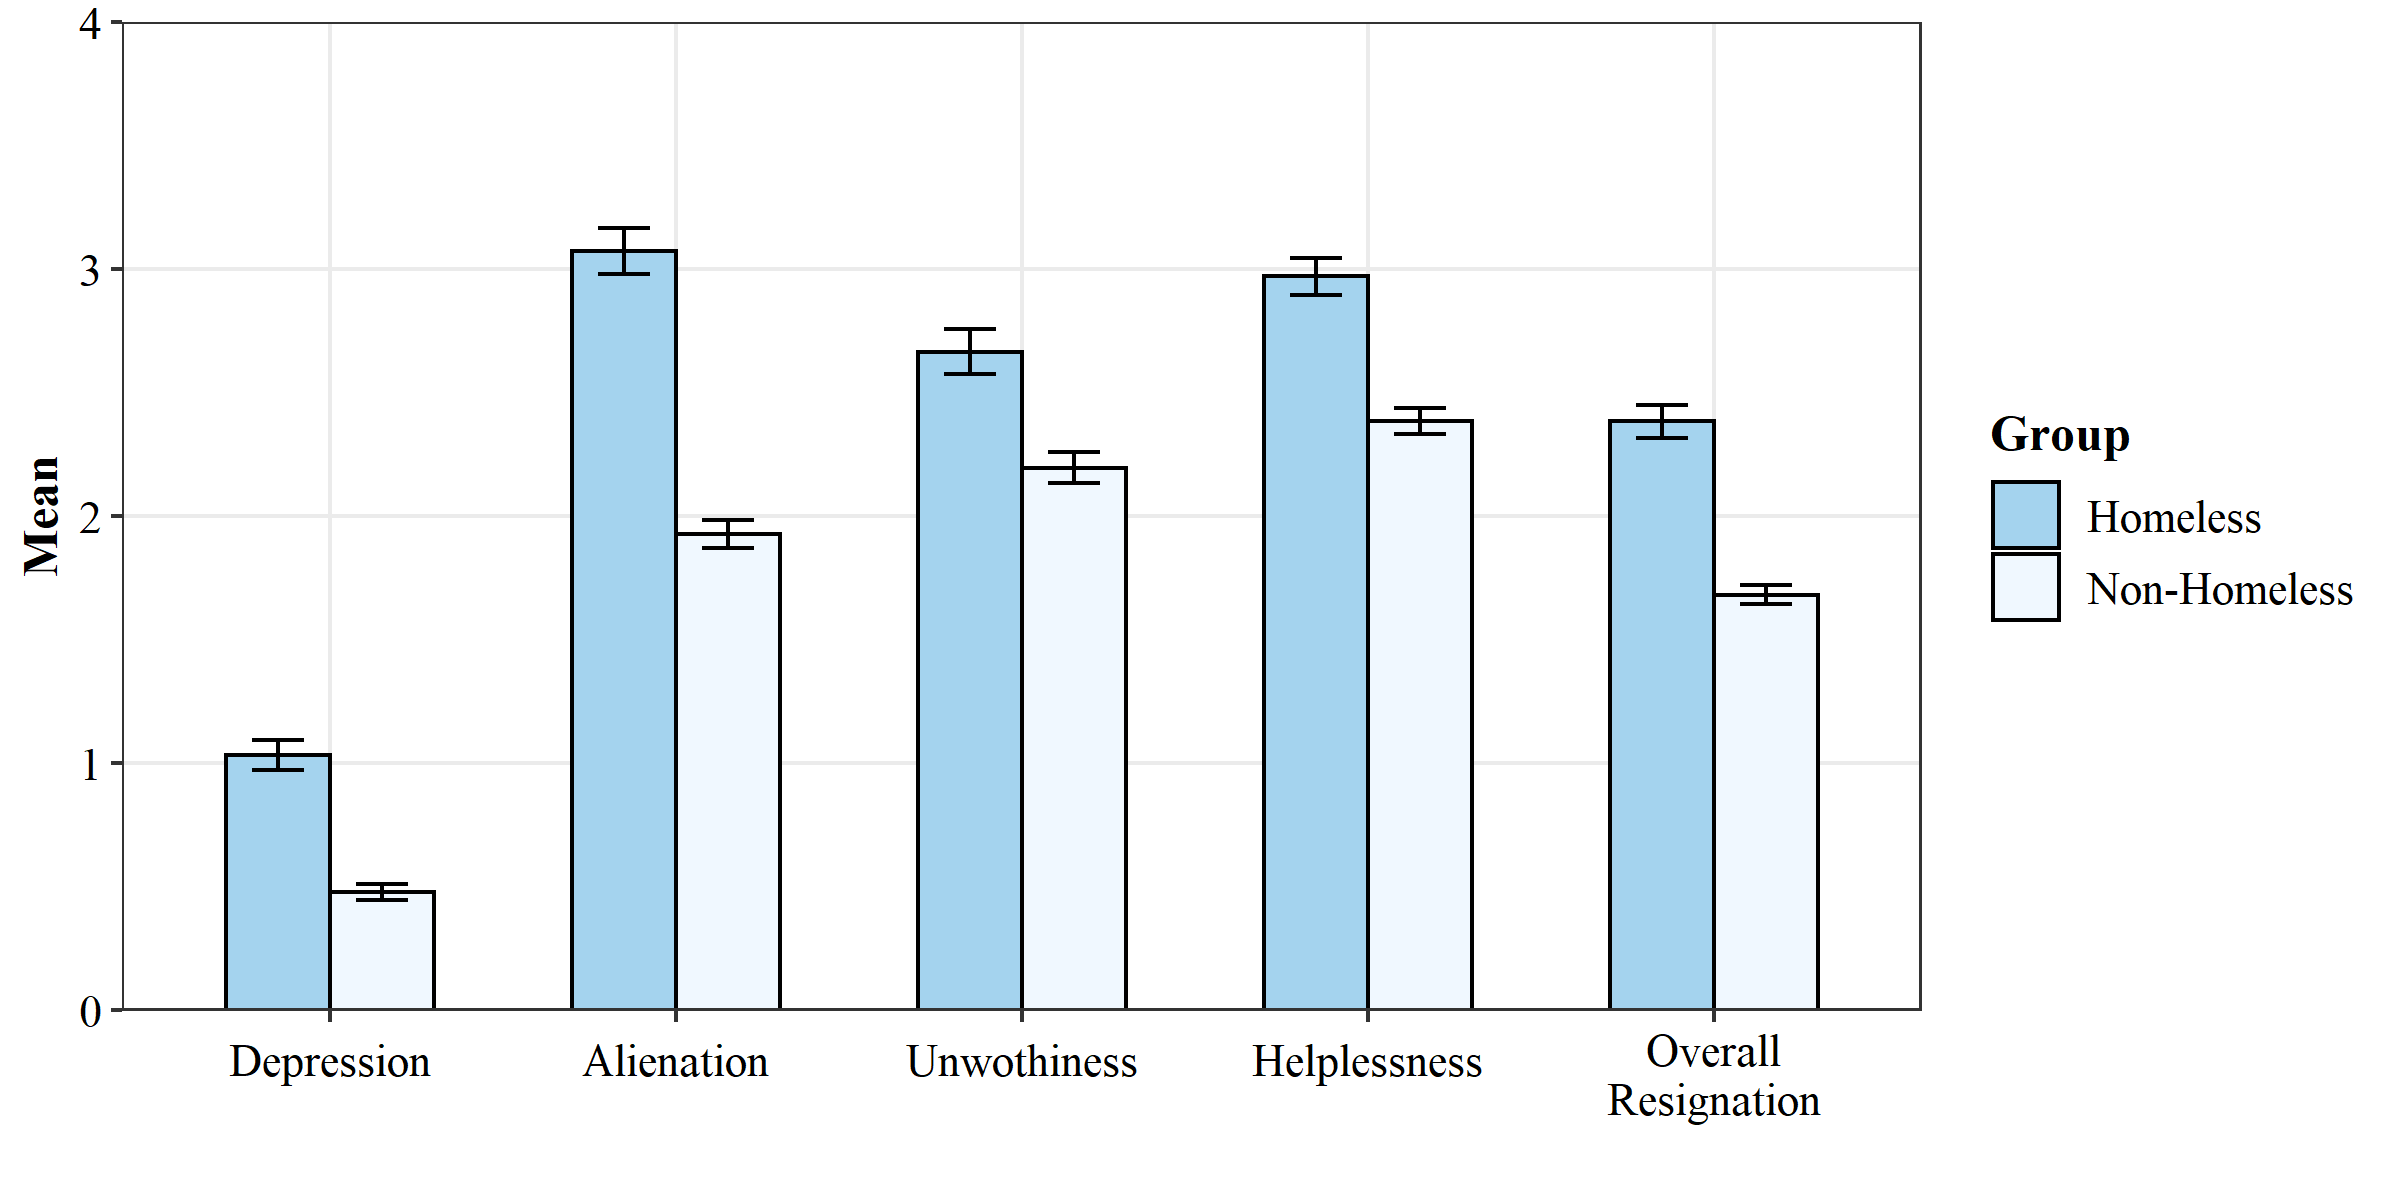 4
3
2
1
0
Mean
Depression
Alienation
Unwothiness
Helplessness
Overall
Resignation
Group
Homeless
Non-Homeless